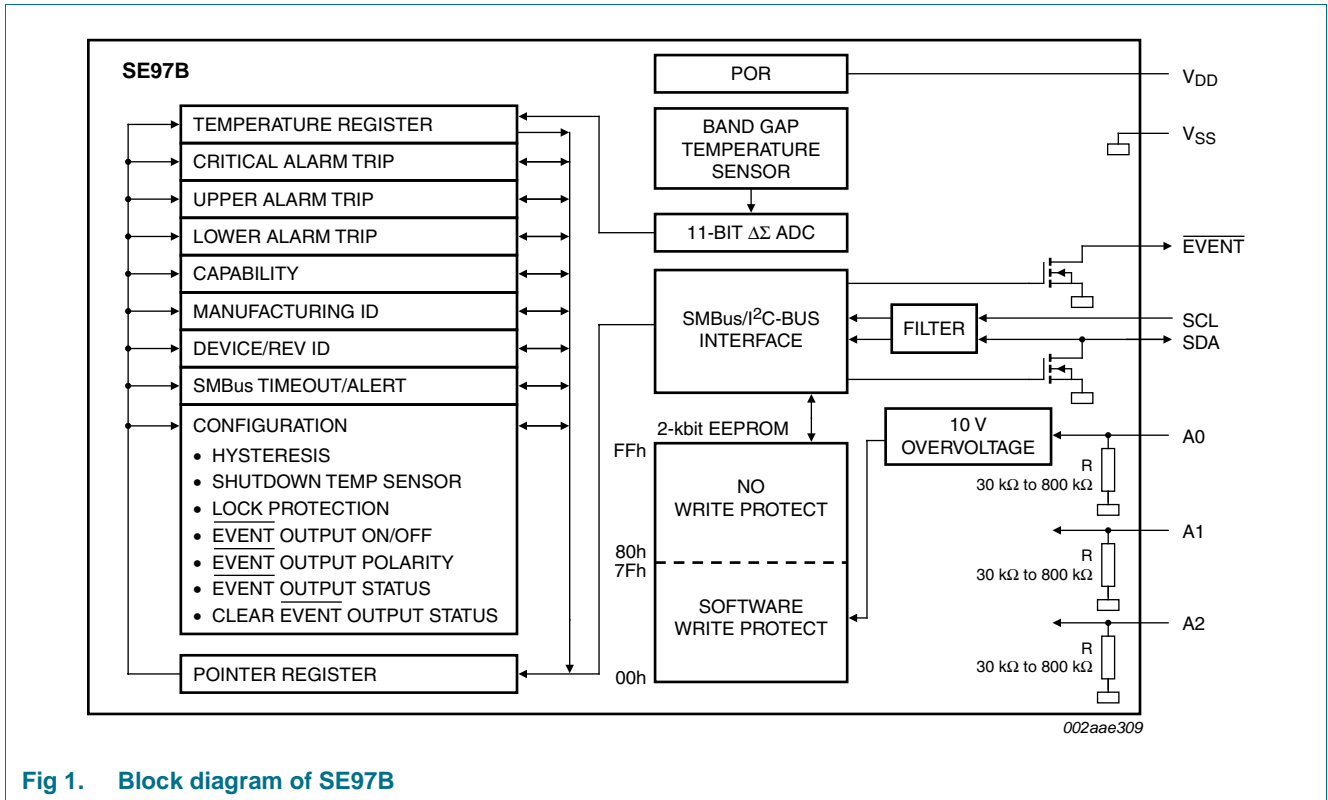 SE97B
TEMPERATURE REGISTER
CRITICAL ALARM TRIP
UPPER ALARM TRIP
LOWER ALARM TRIP
CAPABILITY
MANUFACTURING ID
DEVICE/REV ID
SMBus TIMEOUT/ALERT
CONFIGURATION
• HYSTERESIS
• SHUTDOWN TEMP SENSOR
• LOCK PROTECTION
• EVENT OUTPUT ON/OFF
• EVENT OUTPUT POLARITY
• EVENT OUTPUT STATUS
• CLEAR EVENT OUTPUT STATUS
POINTER REGISTER
POR
BAND GAP
TEMPERATURE
SENSOR
11-BIT ΔΣ ADC
SMBus/I²C-BUS
INTERFACE
FILTER
2-kbit EEPROM
FFh
NO
WRITE PROTECT
80h
7Fh
SOFTWARE
WRITE PROTECT
00h
10 V
OVERVOLTAGE
R
30 kΩ to 800 kΩ
R
30 kΩ to 800 kΩ
R
30 kΩ to 800 kΩ
VDD
VSS
EVENT
SCL
SDA
A0
A1
A2
002aae309
Fig 1. Block diagram of SE97B